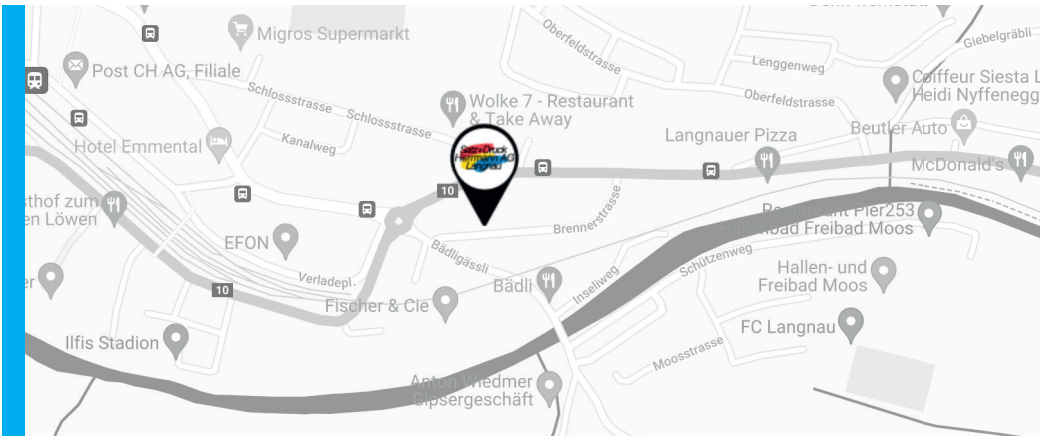 Migros Supermarkt
Giebelgräbli
Oberfeldstrasse
Lenggenweg
Post CH AG, Filiale
Coiffeur Siesta
Heidi Nyffenegg
Schlossstrasse
Wolke 7 - Restaurant
& Take Away
Oberfeldstrasse
Schlossstrasse
Kanalweg
Langnauer Pizza
Beutler Auto
Hotel Emmental
Satz+Druck
Herrmann AG
Langnau
McDonald's
10
sthof zum
en Löwen
Brennerstrasse
Restaurant Pier253
Hallenbad Freibad Moos
EFON
Bädligässli
Schützenweg
Hallen- und
Freibad Moos
Verladepl.
Bädli
Inseliweg
10
Fischer & Cie
FC Langnau
Ilfis Stadion
Moosstrasse
Anton Wiedmer
Gipsergeschäft